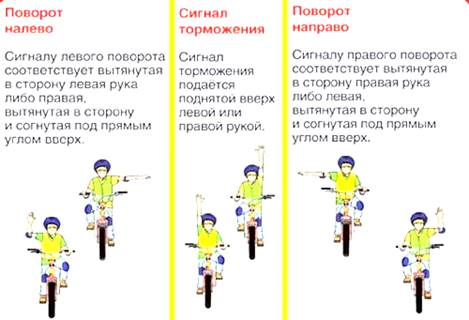 Поворот
налево
Сигналу левого поворота
соответствует вытянутая
в сторону левая рука
либо правая,
вытянутая в сторону
и согнутая под прямым
углом вверх.
Сигнал
торможения
Сигнал
торможения
подается
поднятой вверх
левой или
правой рукой.
Поворот
направо
Сигналу правого поворота
соответствует вытянутая
в сторону правая рука
либо левая,
вытянутая в сторону
и согнутая под прямым
углом вверх.